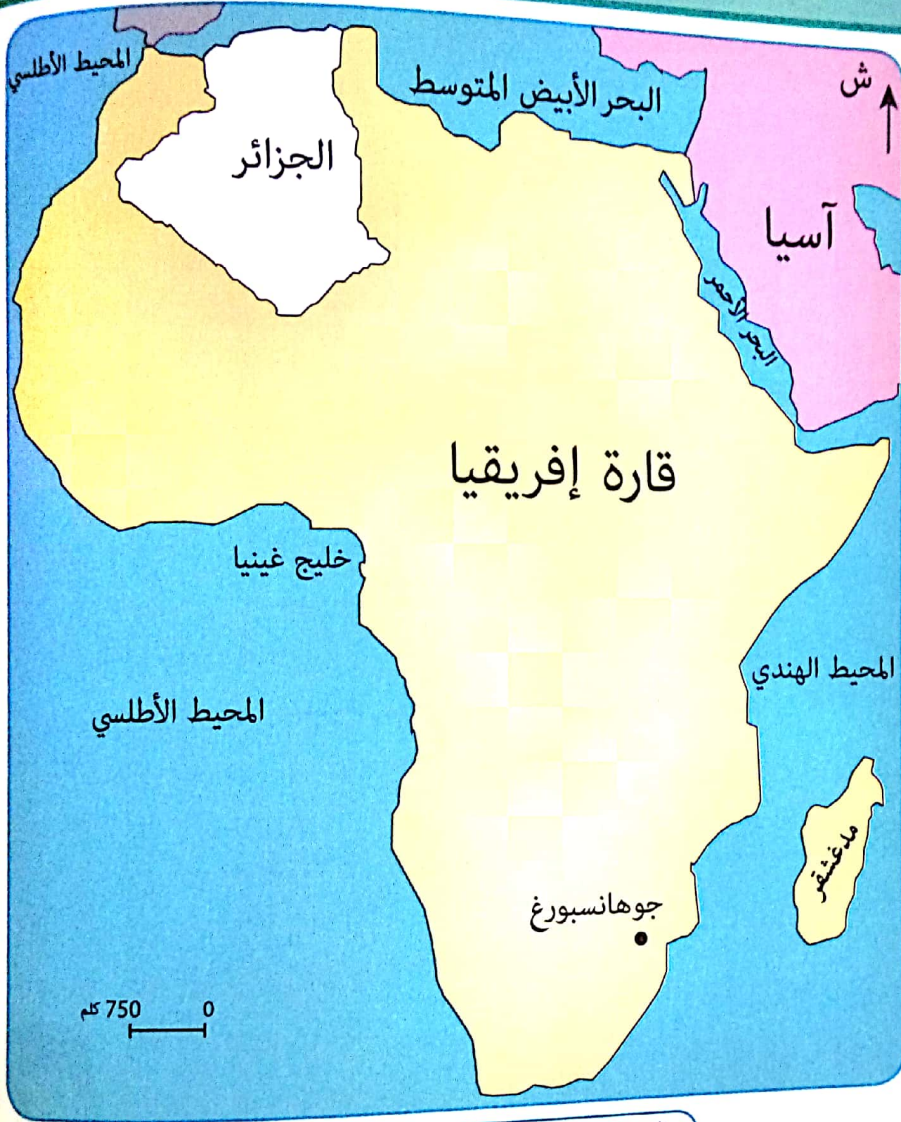 المحيط الأطلسي
البحر الأبيض المتوسط
ش
الجزائر
آسيا
البحر الأحمر
قارة إفريقيا
خليج غينيا
المحيط الهندي
المحيط الأطلسي
مدغشقر
جوهانسبورغ
0 750 كلم